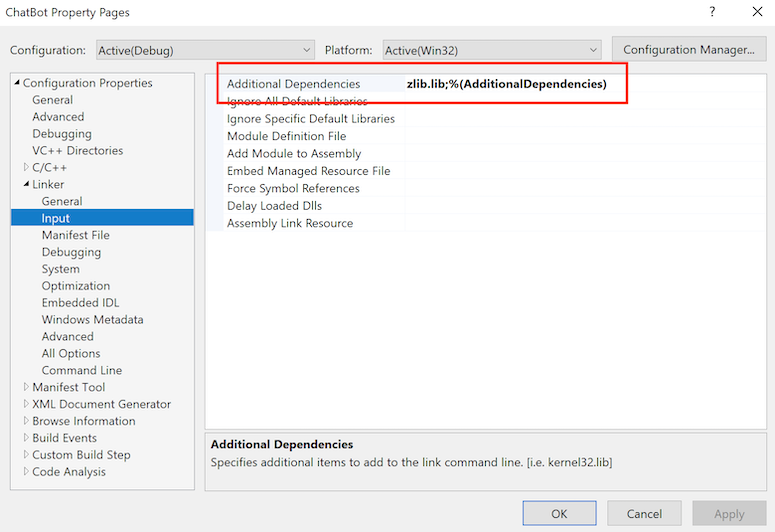 ChatBot Property Pages
?
Configuration: Active(Debug) Platform: Active(Win32) Configuration Manager...
Configuration Properties
General
Advanced
Debugging
VC++ Directories
C/C++
Linker
General
Input
Manifest File
Debugging
System
Optimization
Embedded IDL
Windows Metadata
Advanced
All Options
Command Line
Manifest Tool
XML Document Generator
Browse Information
Build Events
Custom Build Step
Code Analysis
Additional Dependencies zlib.lib;%(AdditionalDependencies)
Ignore All Default Libraries
Ignore Specific Default Libraries
Module Definition File
Add Module to Assembly
Embed Managed Resource File
Force Symbol References
Delay Loaded Dlls
Assembly Link Resource
Additional Dependencies
Specifies additional items to add to the link command line. [i.e. kernel32.lib]
OK Cancel Apply